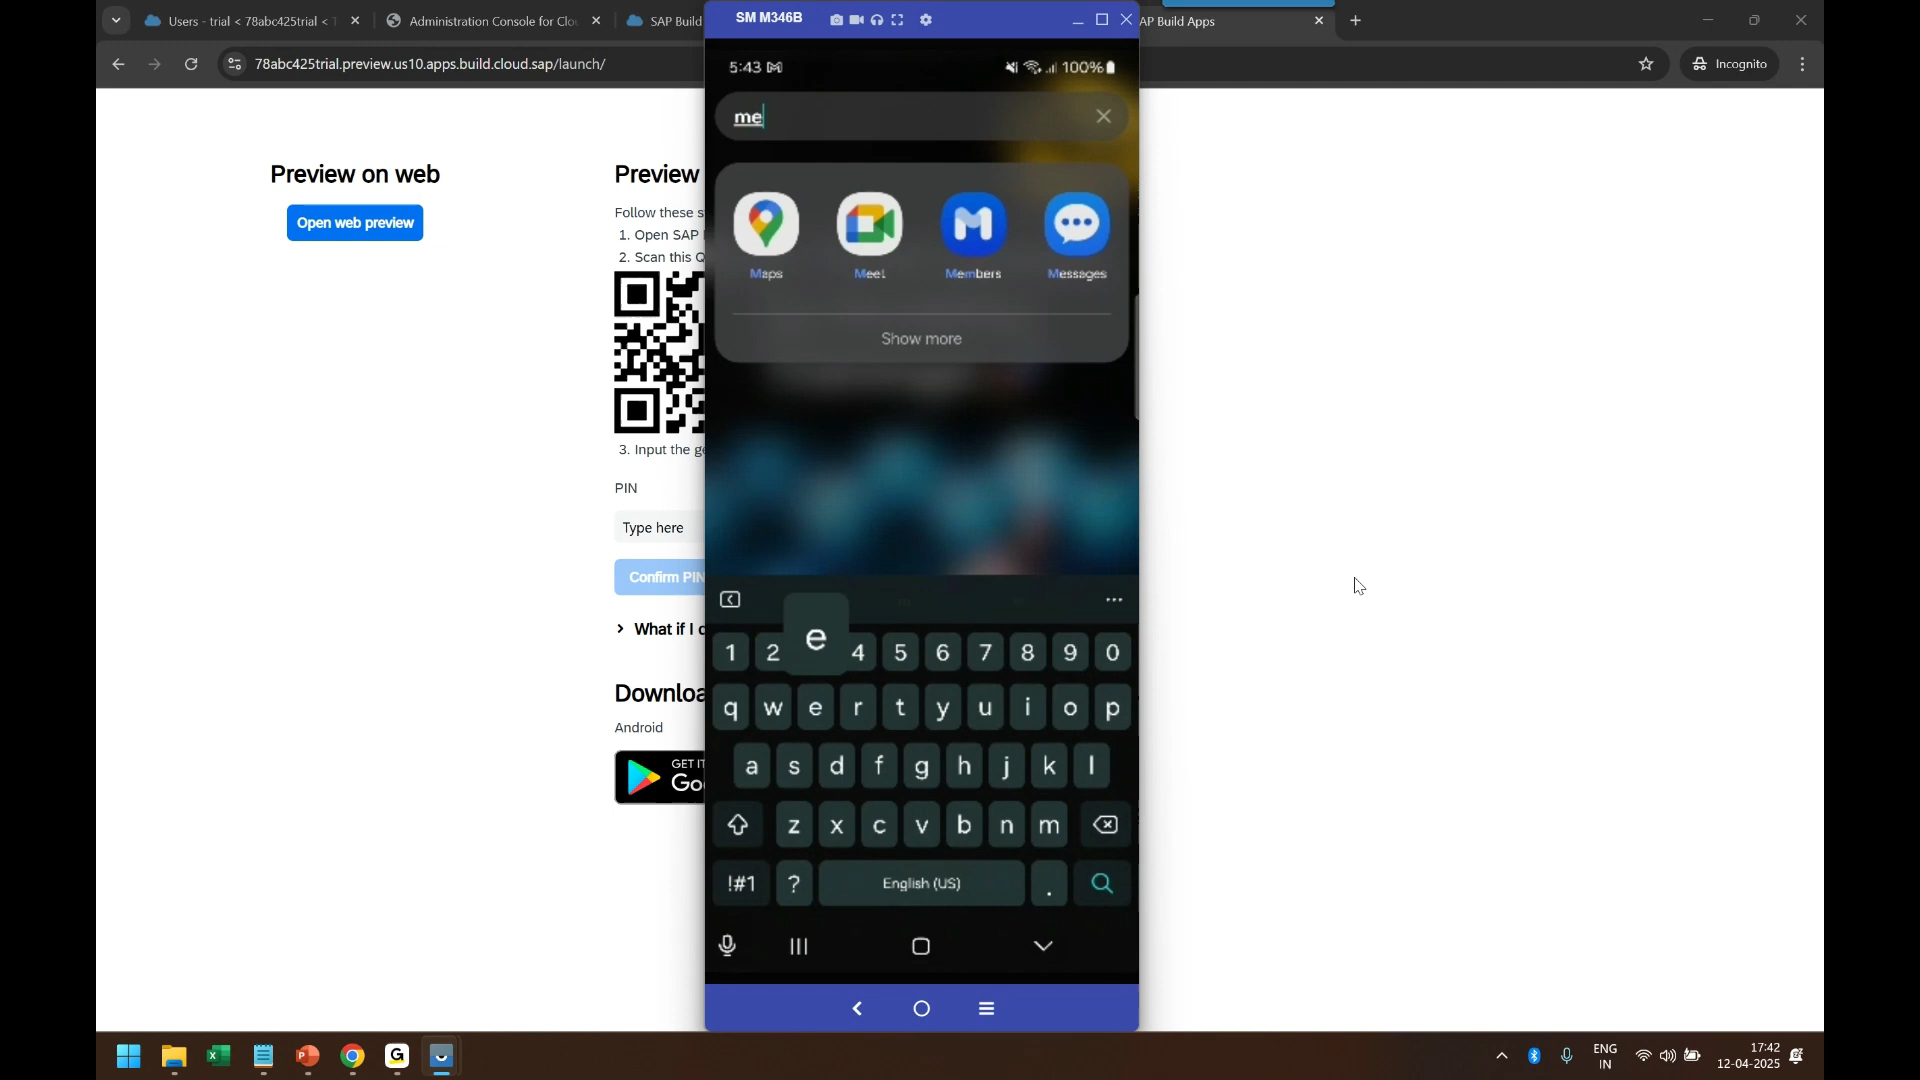 Users - trial < 78abc425trial <
Administration Console for Clo
SAP Build
SM M346B
AP Build Apps
78abc425trial.preview.us10.apps.build.cloud.sap/launch/
Incognito
5:43
100%
me
Preview on web
Open web preview
Preview
Follow these s
1. Open SAP
2. Scan this Q
3. Input the ge
PIN
Type here
Confirm PIN
What if I d
Downloa
Android
GET IT
Goo
Maps
Meet
Members
Messages
Show more
e
1 2 4 5 6 7 8 9 0
q w e r t y u i o p
a s d f g h j k l
z x c v b n m
!#1 ? English (US) .
ENG
IN
17:42
12-04-2025